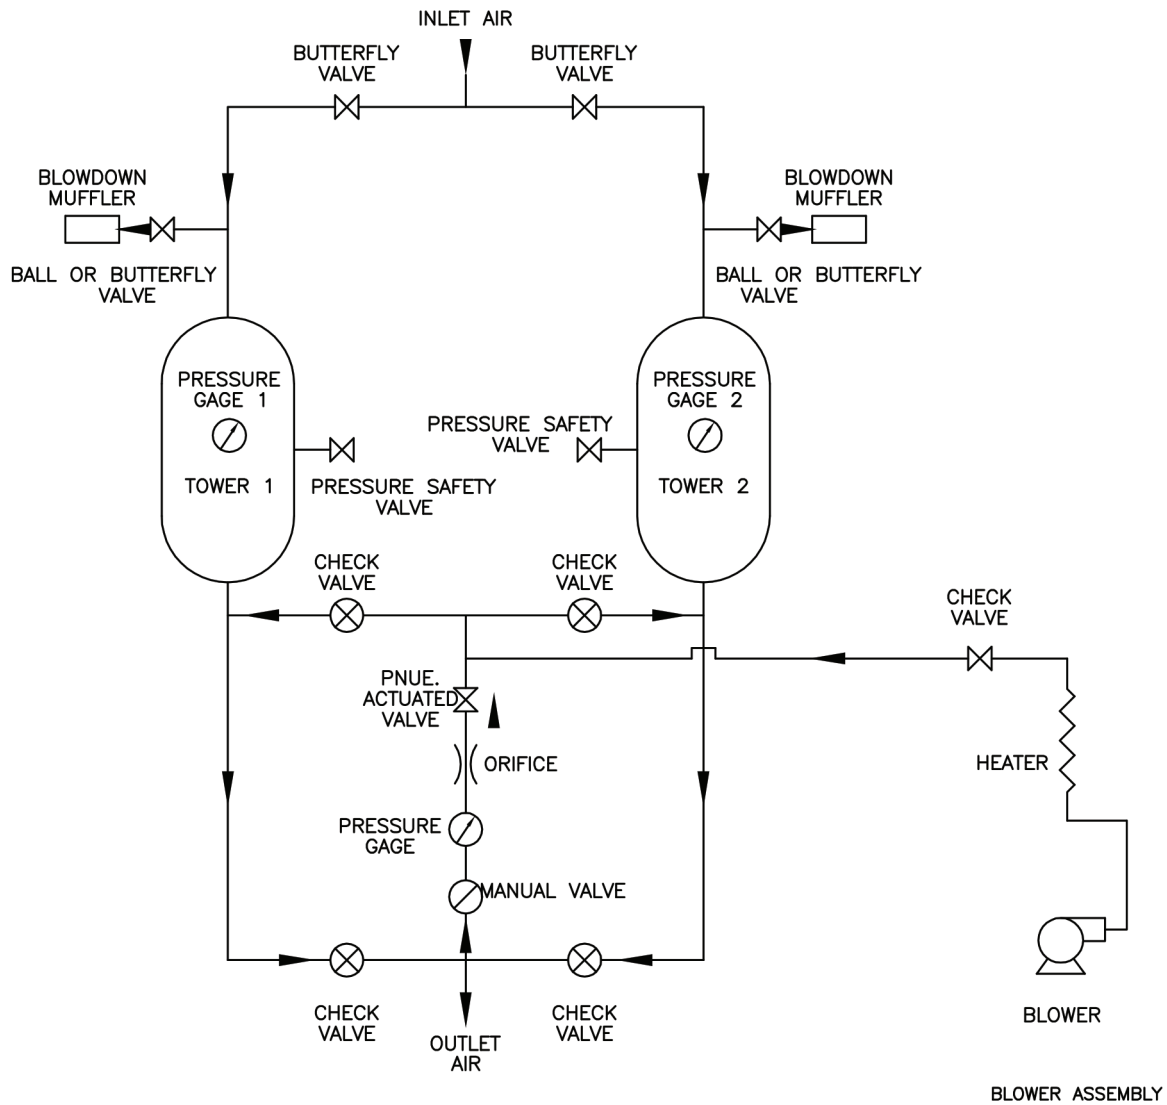 INLET AIR
BUTTERFLY
VALVE
BUTTERFLY
VALVE
BLOWDOWN
MUFFLER
BLOWDOWN
MUFFLER
BALL OR BUTTERFLY
VALVE
BALL OR BUTTERFLY
VALVE
PRESSURE
GAGE 1
TOWER 1
PRESSURE SAFETY
VALVE
PRESSURE SAFETY
VALVE
PRESSURE
GAGE 2
TOWER 2
CHECK
VALVE
CHECK
VALVE
CHECK
VALVE
PNUE.
ACTUATED
VALVE
ORIFICE
HEATER
PRESSURE
GAGE
MANUAL VALVE
CHECK
VALVE
CHECK
VALVE
OUTLET
AIR
BLOWER
BLOWER ASSEMBLY